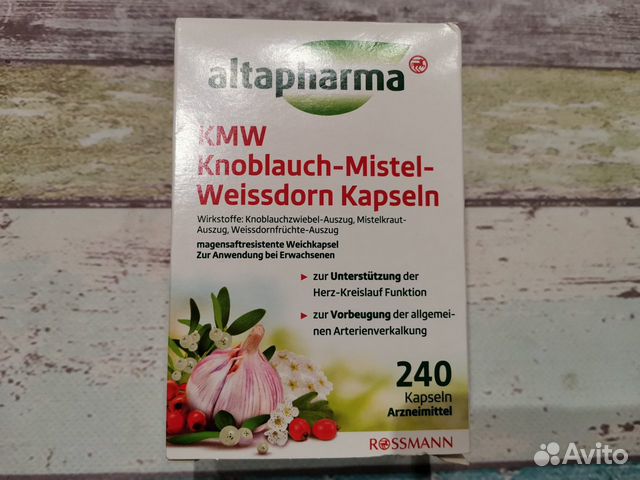 altapharma
KMW
Knoblauch-Mistel-
Weissdorn Kapseln
Wirkstoffe: Knoblauchzwiebel-Auszug, Mistelkraut-
Auszug, Weissdornfrüchte-Auszug
magensaftresistente Weichkapsel
Zur Anwendung bei Erwachsenen
zur Unterstützung der
Herz-Kreislauf Funktion
zur Vorbeugung der allgemei-
nen Arterienverkalkung
240
Kapseln
Arzneimittel
ROSSMANN
Avito